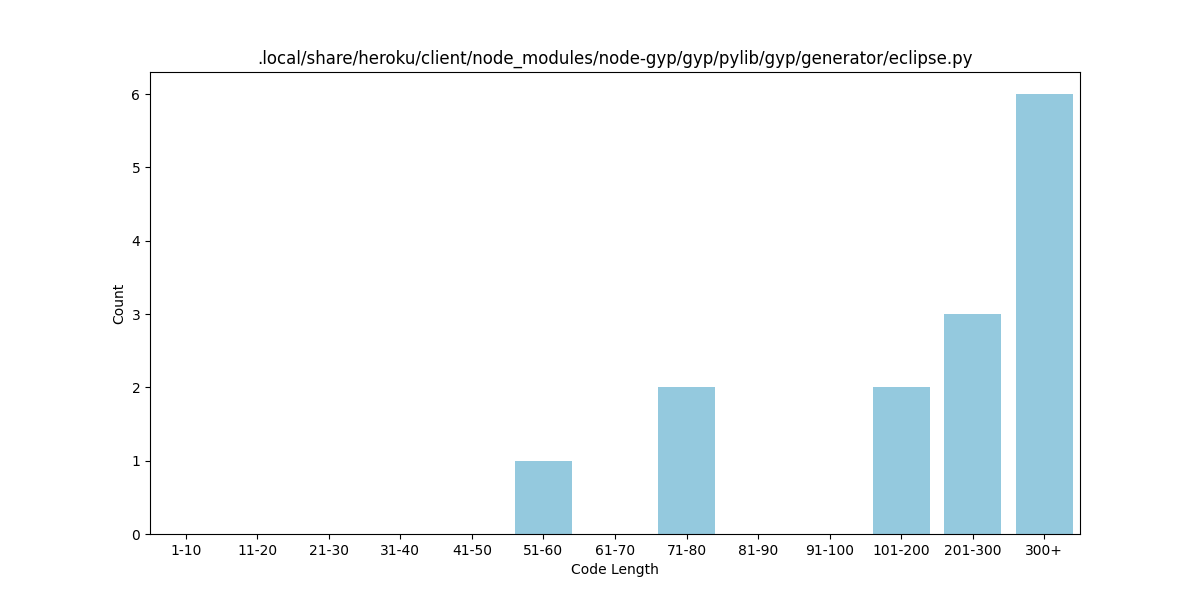 .local/share/heroku/client/node_modules/node-gyp/gyp/pylib/gyp/generator/eclipse.py
6
5
4
3
2
1
0
Count
1-10 11-20 21-30 31-40 41-50 51-60 61-70 71-80 81-90 91-100 101-200 201-300 300+
Code Length